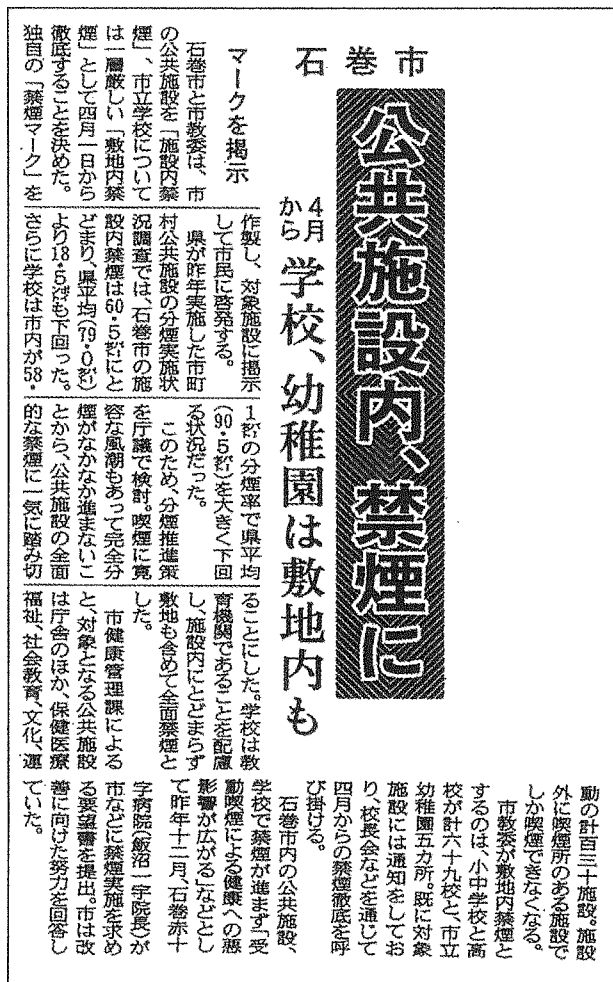 石巻市
公共施設内、禁煙に
4月から
学校、幼稚園は敷地内も
マークを掲示
石巻市と市教委は、市
の公共施設を「施設内禁
煙」、市立学校について
は一層厳しい「敷地内禁
煙」として四月一日から
徹底することを決めた。
独自の「禁煙マーク」を
作製し、対象施設に掲示
して市民に啓発する。
県が昨年実施した市町
村公共施設の分煙実施状
況調査では、石巻市の施
設内禁煙は60・5㌫にと
どまり、県平均(79・0㌫)
より18・5㌽も下回った。
さらに学校は市内が58・
1㌫の分煙率で県平均
(90・5㌫)を大きく下回
る状況だった。
このため、分煙推進策
を庁議で検討。喫煙に寛
容な風潮もあって完全分
煙がなかなか進まないこ
とから、公共施設の全面
的な禁煙に一気に踏み切
ることにした。学校は教
育機関であることを配慮
し、施設内にとどまらず
敷地も含めて全面禁煙と
した。
市健康管理課による
と、対象となる公共施設
は庁舎のほか、保健医療
福祉、社会教育、文化、運
動の計百三十施設。施設
外に喫煙所のある施設で
しか喫煙できなくなる。
市教委が敷地内禁煙と
するのは、小中学校と高
校が計六十九校と、市立
幼稚園五カ所。既に対象
施設には通知をしてお
り、校長会などを通じて
四月からの禁煙徹底を呼
び掛ける。
石巻市内の公共施設、
学校で禁煙が進まず「受
動喫煙による健康への悪
影響が広がる」などとし
て昨年十二月、石巻赤十
字病院(飯沼一宇院長)が
市などに禁煙実施を求め
る要望書を提出。市は改
善に向けた努力を回答し
ていた。